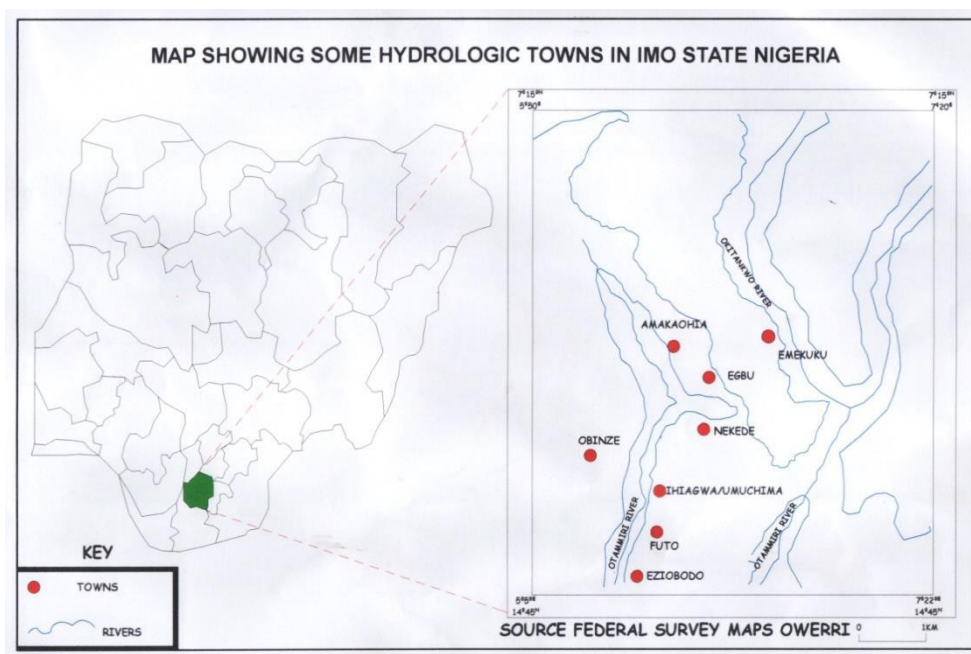 MAP SHOWING SOME HYDROLOGIC TOWNS IN IMO STATE NIGERIA
OKITANKWO RIVER
AMAKAOHIA
EMEKUKU
EGBU
NEKEDE
OBINZE
IHIAGWA/UMUCHIMA
OTAMMIRI RIVER
OTAMMIRI RIVER
FUTO
EZIOBODO
KEY
TOWNS
RIVERS
SOURCE FEDERAL SURVEY MAPS OWERRI
0 1KM